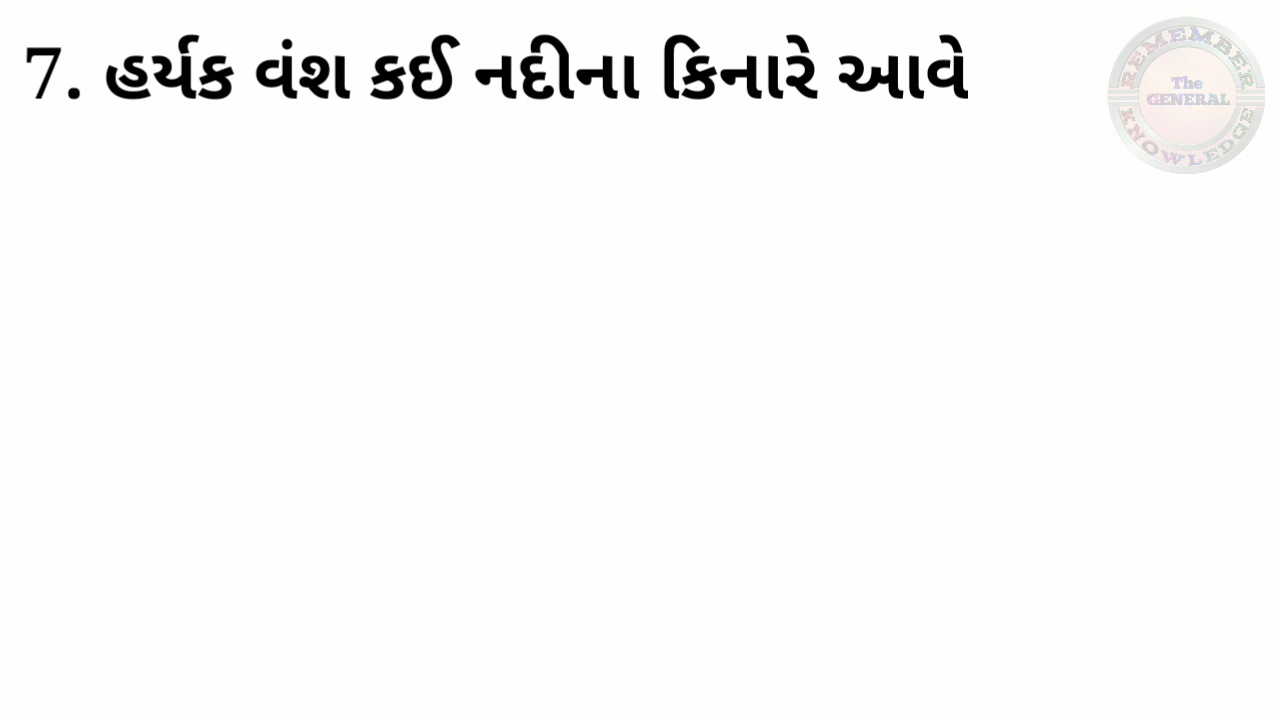 7. હર્યક વંશ કઈ નદીના કિનારે આવે
REMEMBER
The
GENERAL
KNOWLEDGE